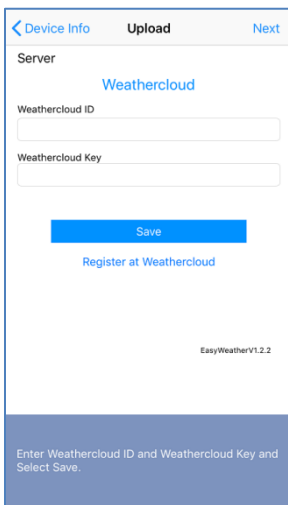 Device Info Upload Next
Server
Weathercloud
Weathercloud ID
Weathercloud Key
Save
Register at Weathercloud
EasyWeatherV1.2.2
Enter Weathercloud ID and Weathercloud Key and
Select Save.